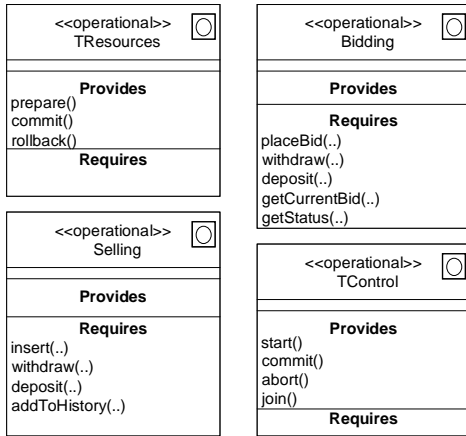 <<operational>>
TResources
Provides
prepare()
commit()
rollback()
Requires
<<operational>>
Bidding
Provides
Requires
placeBid(..)
withdraw(..)
deposit(..)
getCurrentBid(..)
getStatus(..)
<<operational>>
Selling
Provides
Requires
insert(..)
withdraw(..)
deposit(..)
addToHistory(..)
<<operational>>
TControl
Provides
start()
commit()
abort()
join()
Requires